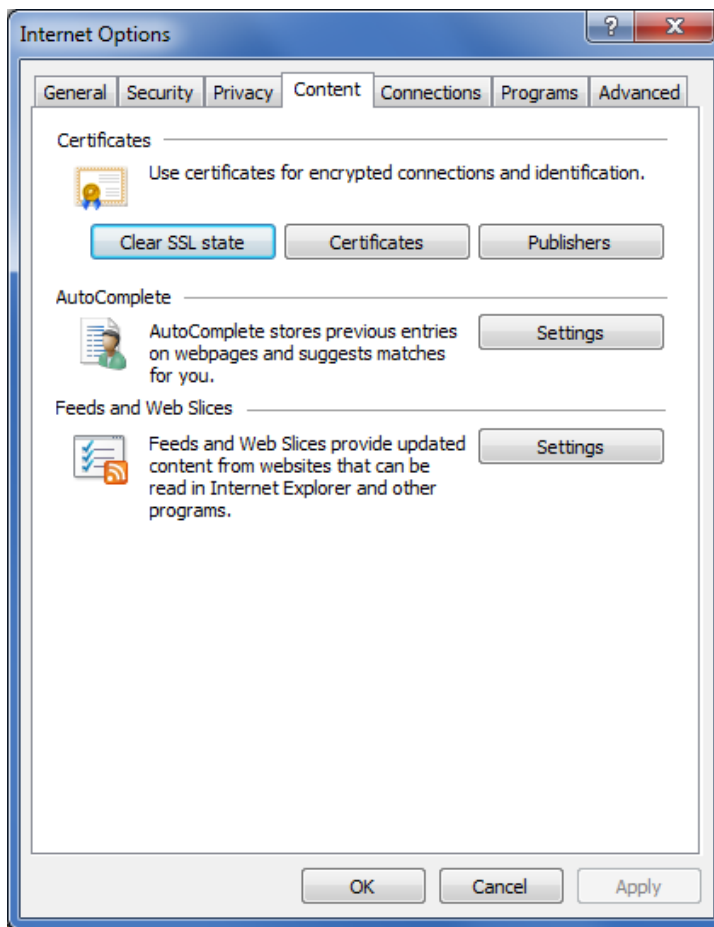 Internet Options
General Security Privacy Content Connections Programs Advanced
Certificates
Use certificates for encrypted connections and identification.
Clear SSL state Certificates Publishers
AutoComplete
AutoComplete stores previous entries
on webpages and suggests matches
for you.
Settings
Feeds and Web Slices
Feeds and Web Slices provide updated
content from websites that can be
read in Internet Explorer and other
programs.
Settings
OK Cancel Apply